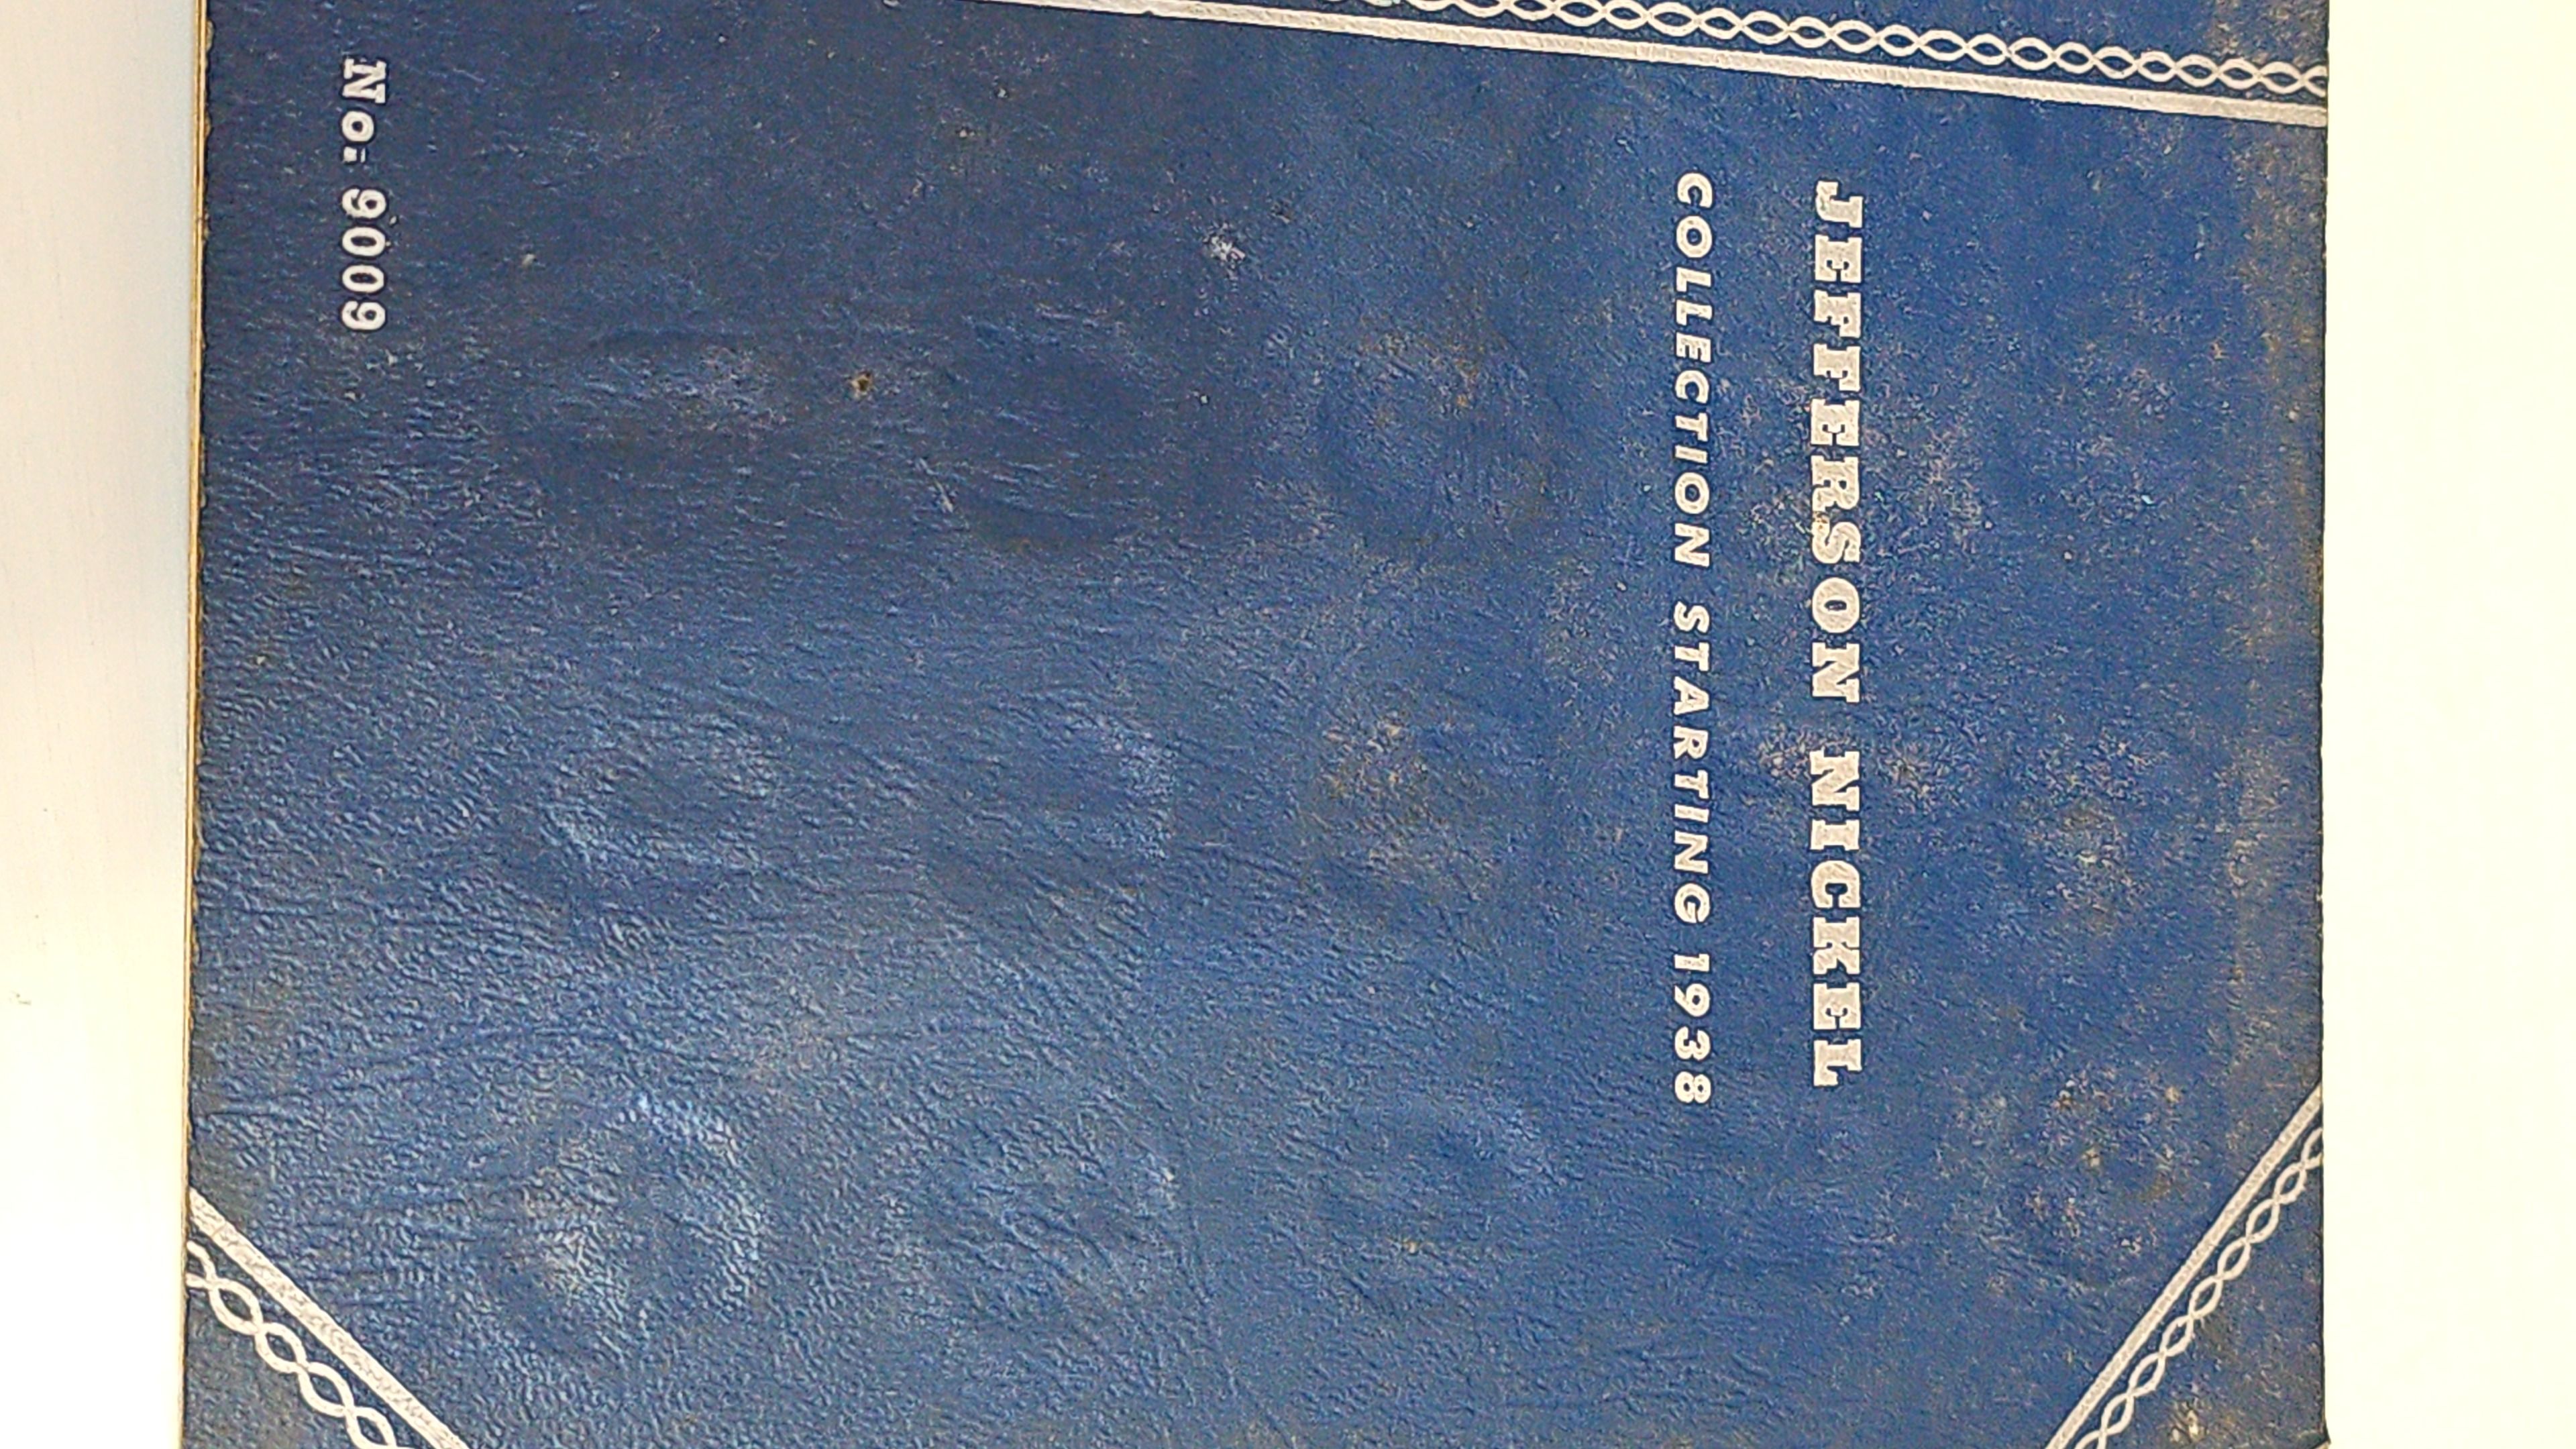 JEFFERSON NICKEL
COLLECTION STARTING 1938
No. 9009